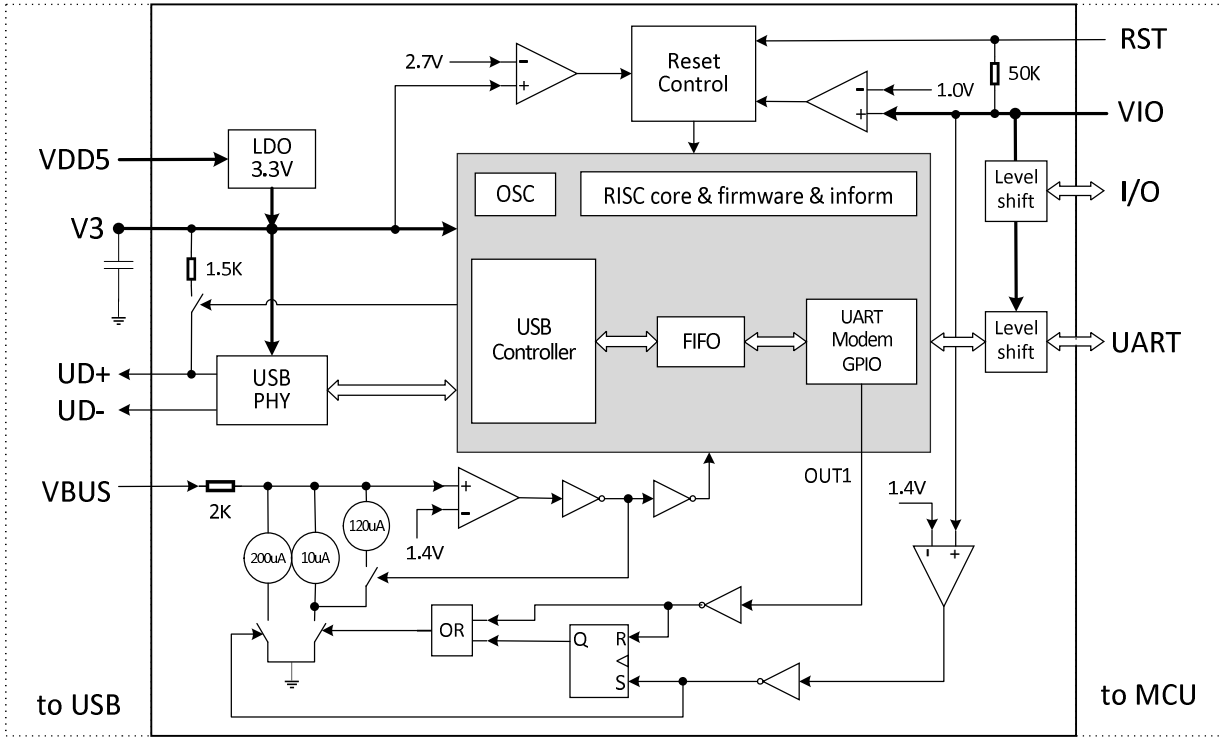 RST
Reset
Control
2.7V
-
+
50K
-
1.0V
+
VIO
LDO
3.3V
VDD5
OSC
RISC core & firmware & inform
Level
shift
I/O
V3
1.5K
USB
Controller
FIFO
UART
Modem
GPIO
Level
shift
UART
UD+
USB
PHY
UD-
VBUS
2K
+
-
1.4V
120uA
200uA
10uA
OUT1
1.4V
-
+
OR
Q
R
S
to USB
to MCU